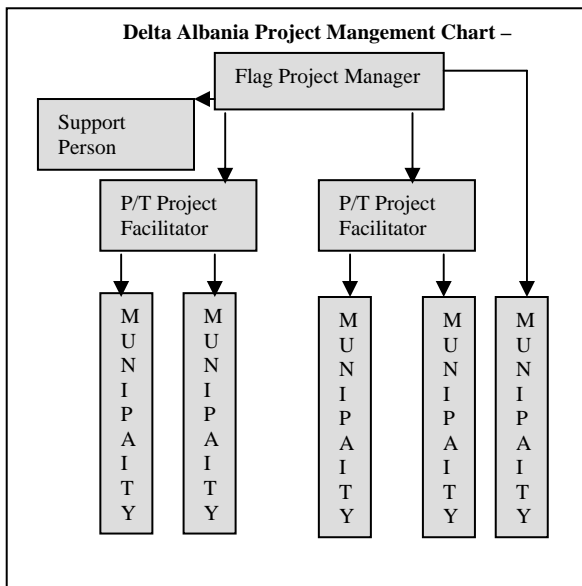 Delta Albania Project Mangement Chart –
Flag Project Manager
Support
Person
P/T Project
Facilitator
P/T Project
Facilitator
M
U
N
I
P
A
I
T
Y
M
U
N
I
P
A
I
T
Y
M
U
N
I
P
A
I
T
Y
M
U
N
I
P
A
I
T
Y
M
U
N
I
P
A
I
T
Y